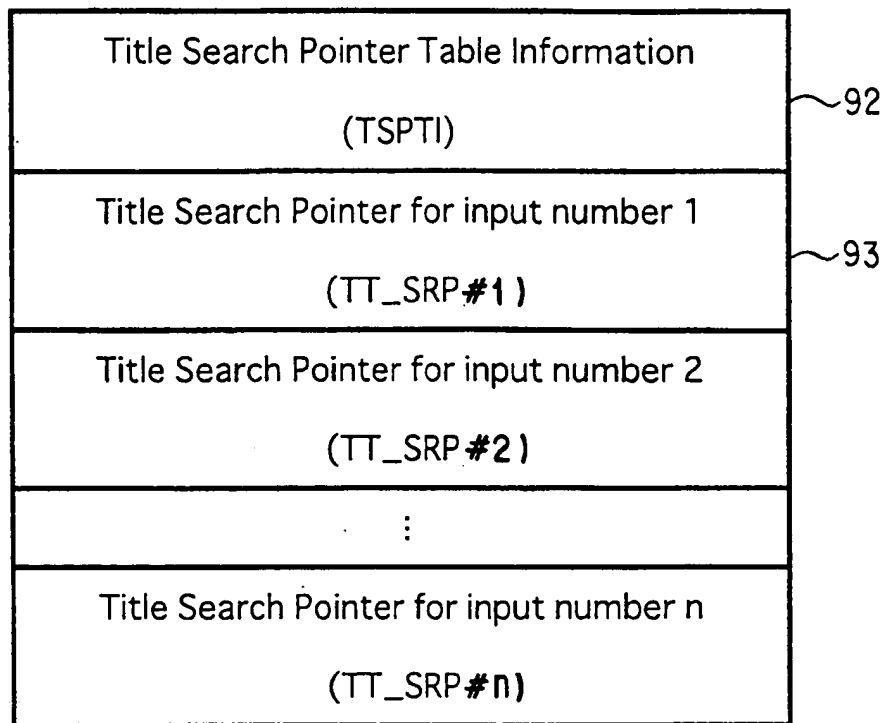 Title Search Pointer Table Information
(TSPTI)
92
Title Search Pointer for input number 1
(TT_SRP#1)
93
Title Search Pointer for input number 2
(TT_SRP#2)
⋮
Title Search Pointer for input number n
(TT_SRP#n)